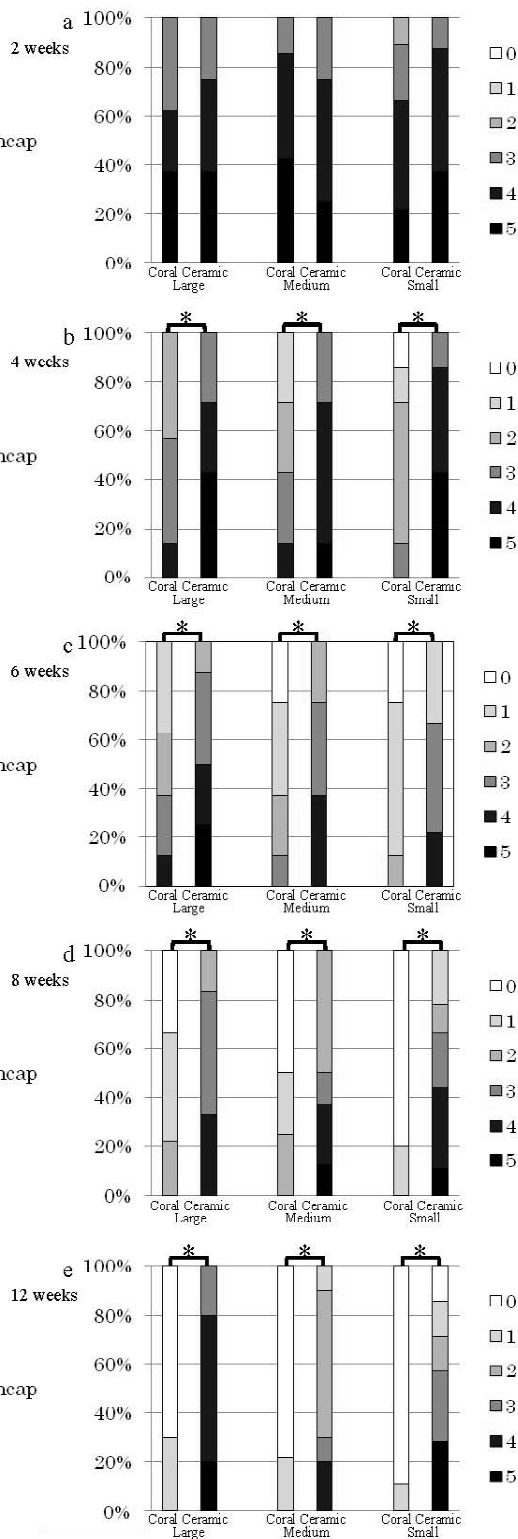 a
2 weeks
ncap
100%
80%
60%
40%
20%
0%
Coral Ceramic Coral Ceramic Coral Ceramic
Large Medium Small
0
1
2
3
4
5
b
4 weeks
ncap
100%
80%
60%
40%
20%
0%
* * *
Coral Ceramic Coral Ceramic Coral Ceramic
Large Medium Small
0
1
2
3
4
5
c
6 weeks
ncap
100%
80%
60%
40%
20%
0%
* * *
Coral Ceramic Coral Ceramic Coral Ceramic
Large Medium Small
0
1
2
3
4
5
d
8 weeks
ncap
100%
80%
60%
40%
20%
0%
* * *
Coral Ceramic Coral Ceramic Coral Ceramic
Large Medium Small
0
1
2
3
4
5
e
12 weeks
ncap
100%
80%
60%
40%
20%
0%
* * *
Coral Ceramic Coral Ceramic Coral Ceramic
Large Medium Small
0
1
2
3
4
5